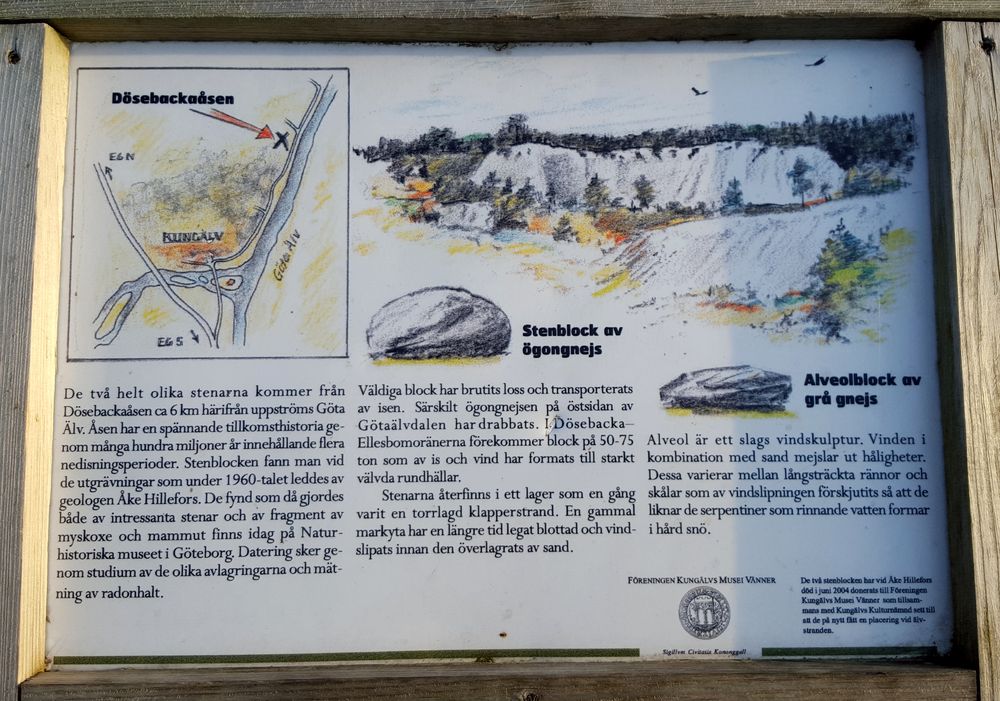 Dösebackaåsen
E6 N
KUNGÄLV
Göta Älv
E6 S
Stenblock av
ögongnejs
Alveolblock av
grå gnejs
De två helt olika stenarna kommer från
Dösebackaåsen ca 6 km härifrån uppströms Göta
Älv. Åsen har en spännande tillkomsthistoria ge-
nom många hundra miljoner år innehållande flera
nedisningsperioder. Stenblocken fann man vid
de utgrävningar som under 1960-talet leddes av
geologen Åke Hillefors. De fynd som då gjordes
både av intressanta stenar och av fragment av
myskoxe och mammut finns idag på Natur-
historiska museet i Göteborg. Datering sker ge-
nom studium av de olika avlagringarna och mät-
ning av radonhalt.
Väldiga block har brutits loss och transporterats
av isen. Särskilt ögongnejsen på östsidan av
Götaälvdalen har drabbats. I Dösebacka–
Ellesbomoränerna förekommer block på 50-75
ton som av is och vind har formats till starkt
välvda rundhällar.
Stenarna återfinns i ett lager som en gång
varit en torrlagd klapperstrand. En gammal
markyta har en längre tid legat blottad och vind-
slipats innan den överlagrats av sand.
Alveol är ett slags vindskulptur. Vinden i
kombination med sand mejslar ut håligheter.
Dessa varierar mellan långsträckta rännor och
skålar som av vindslipningen förskjutits så att de
liknar de serpentiner som rinnande vatten formar
i hård snö.
FÖRENINGEN KUNGÄLVS MUSEI VÄNNER
Sigillvm Civitasis Konongall
De två stenblocken har vid Åke Hillefors
död i juni 2004 donerats till Föreningen
Kungälvs Musei Vänner som tillsam-
mans med Kungälvs Kulturnämnd sett till
att de på nytt fått en placering vid älv-
stranden.